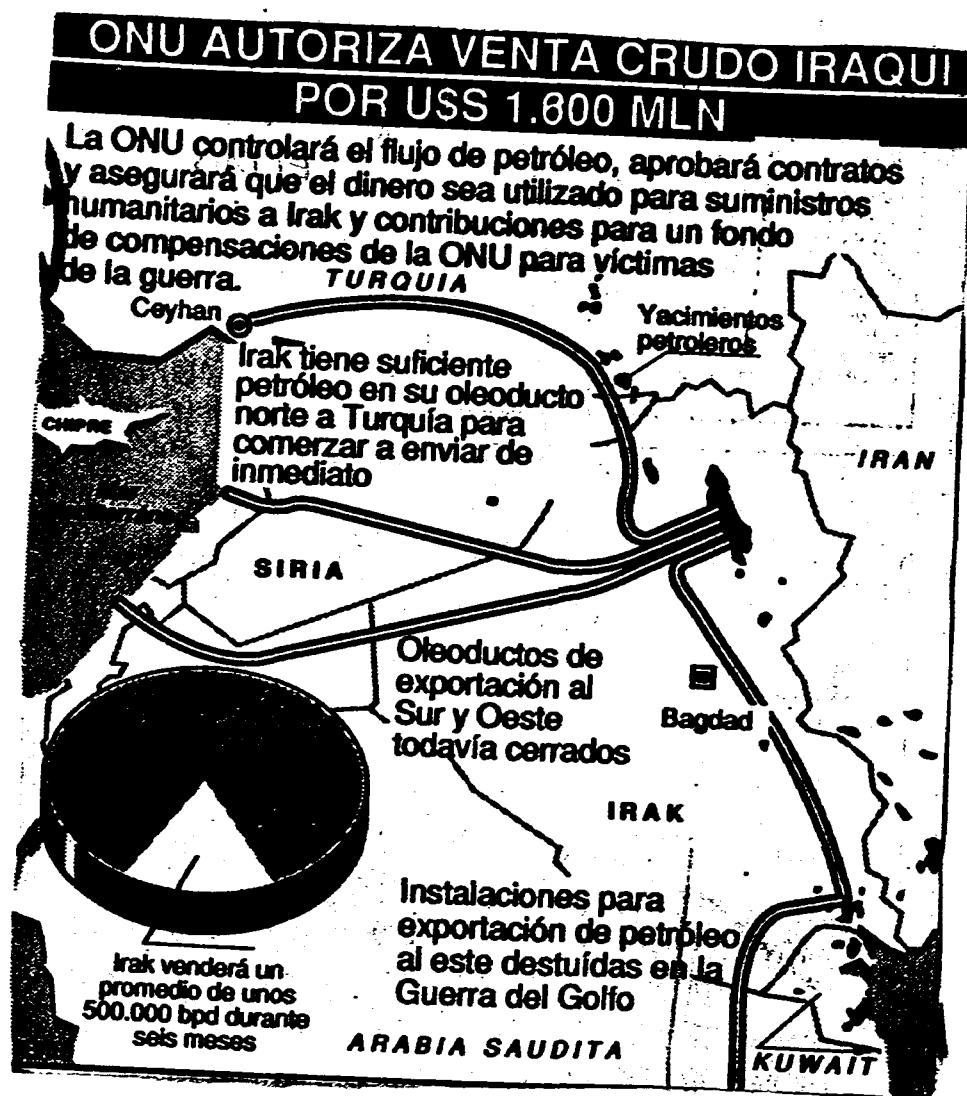 ONU AUTORIZA VENTA CRUDO IRAQUI
POR US$ 1.600 MLN
La ONU controlará el flujo de petróleo, aprobará contratos
y asegurará que el dinero sea utilizado para suministros
humanitarios a Irak y contribuciones para un fondo
de compensaciones de la ONU para víctimas
de la guerra.
TURQUIA
Ceyhan
Yacimientos
petroleros
Irak tiene suficiente
petróleo en su oleoducto
norte a Turquía para
comerzar a enviar de
inmediato
CHIPRE
IRAN
SIRIA
Oleoductos de
exportación al
Sur y Oeste
todavía cerrados
Bagdad
IRAK
Instalaciones para
exportación de petróleo
al este destuídas en la
Guerra del Golfo
Irak venderá un
promedio de unos
500.000 bpd durante
seis meses
ARABIA SAUDITA
KUWAIT